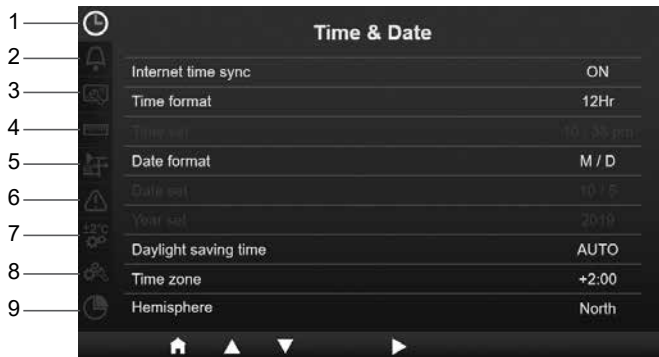 1
Time & Date
2
Internet time sync ON
3
Time format 12Hr
4
Time set 10 : 38 pm
5
Date format M / D
6
Date set 10 / 5
Year set 2019
7
±2°C
Daylight saving time AUTO
8
Time zone +2:00
9
Hemisphere North